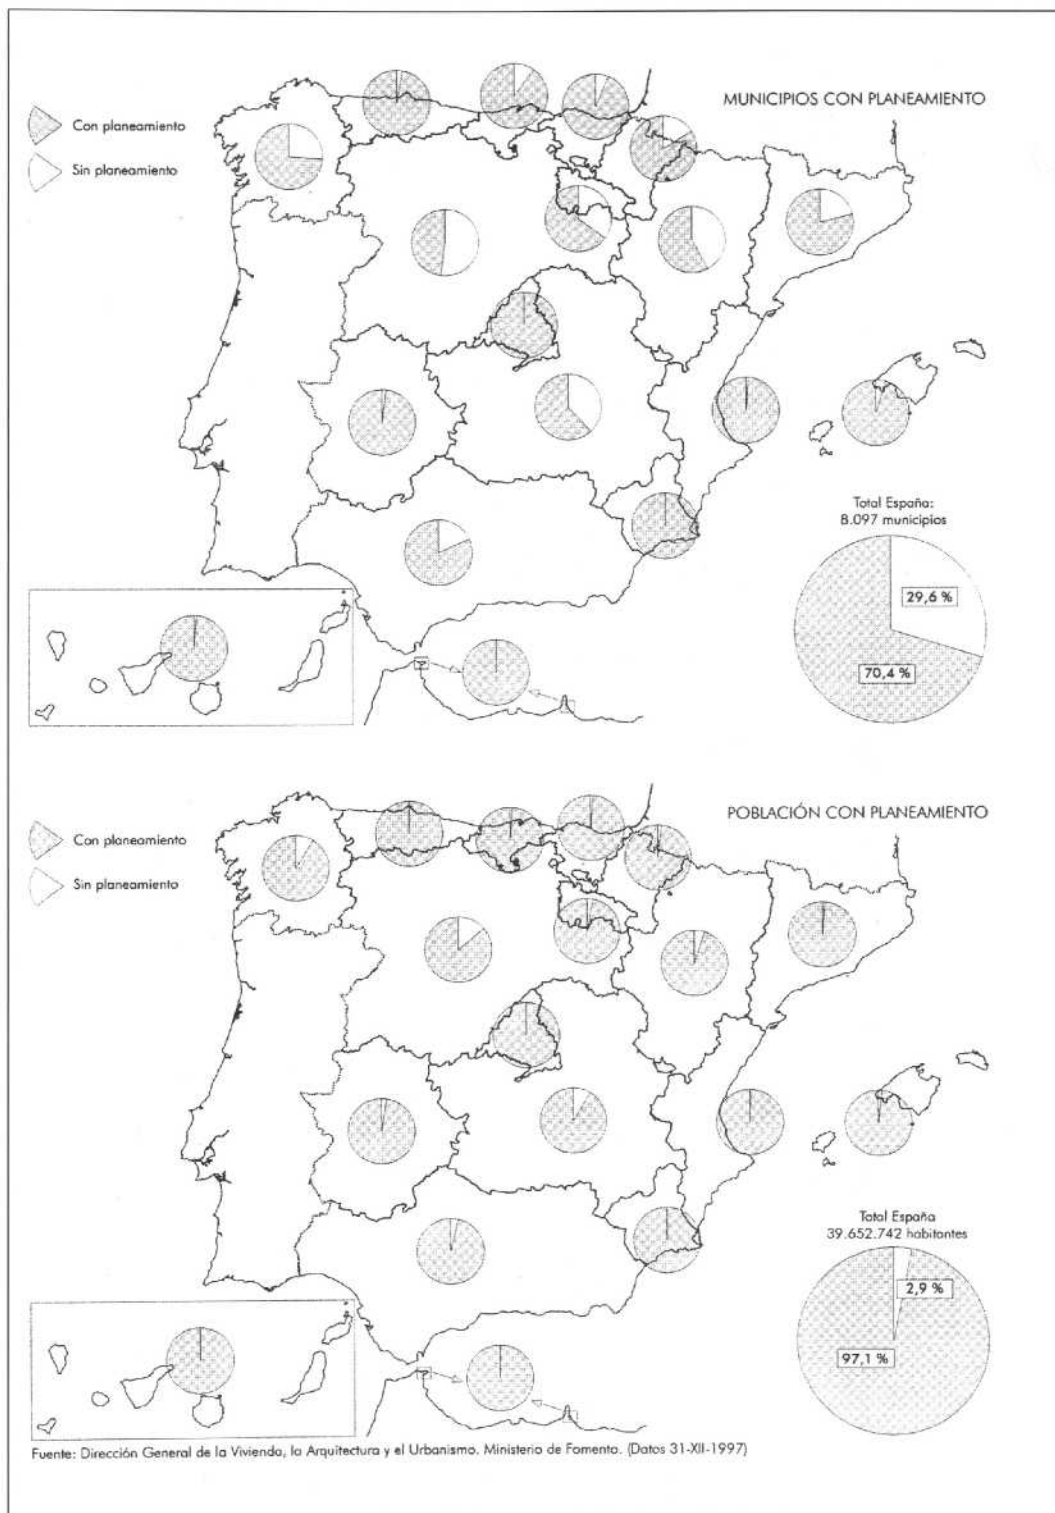 MUNICIPIOS CON PLANEAMIENTO
Con planeamiento
Sin planeamiento
Total España:
8.097 municipios
29,6 %
70,4 %
POBLACIÓN CON PLANEAMIENTO
Con planeamiento
Sin planeamiento
Total España
39.652.742 habitantes
2,9 %
97,1 %
Fuente: Dirección General de la Vivienda, la Arquitectura y el Urbanismo. Ministerio de Fomento. (Datos 31-XII-1997)